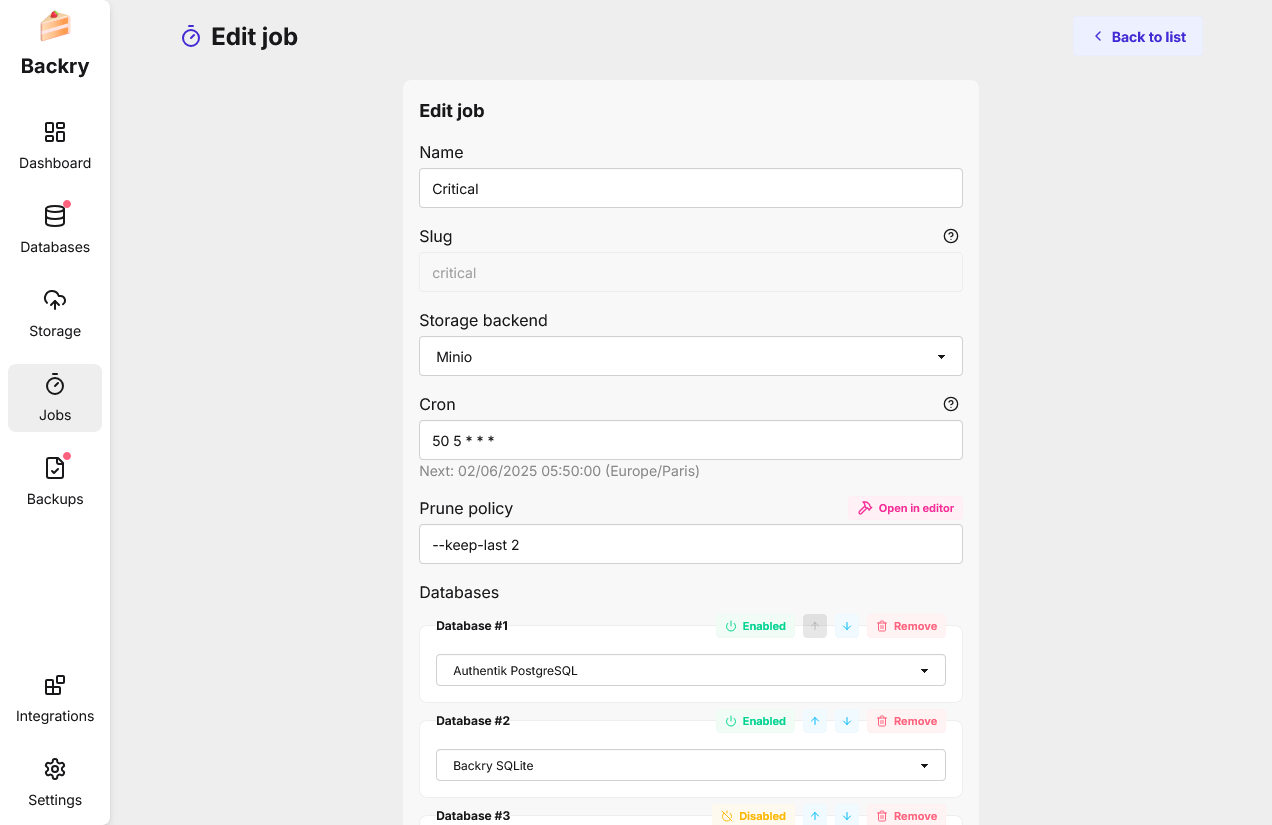 Backry
Dashboard
Databases
Storage
Jobs
Backups
Integrations
Settings
Edit job
Back to list
Edit job
Name
Critical
Slug
critical
Storage backend
Minio
Cron
50 5 * * *
Next: 02/06/2025 05:50:00 (Europe/Paris)
Prune policy
Open in editor
--keep-last 2
Databases
Database #1 Enabled Remove
Authentik PostgreSQL
Database #2 Enabled Remove
Backry SQLite
Database #3 Disabled Remove